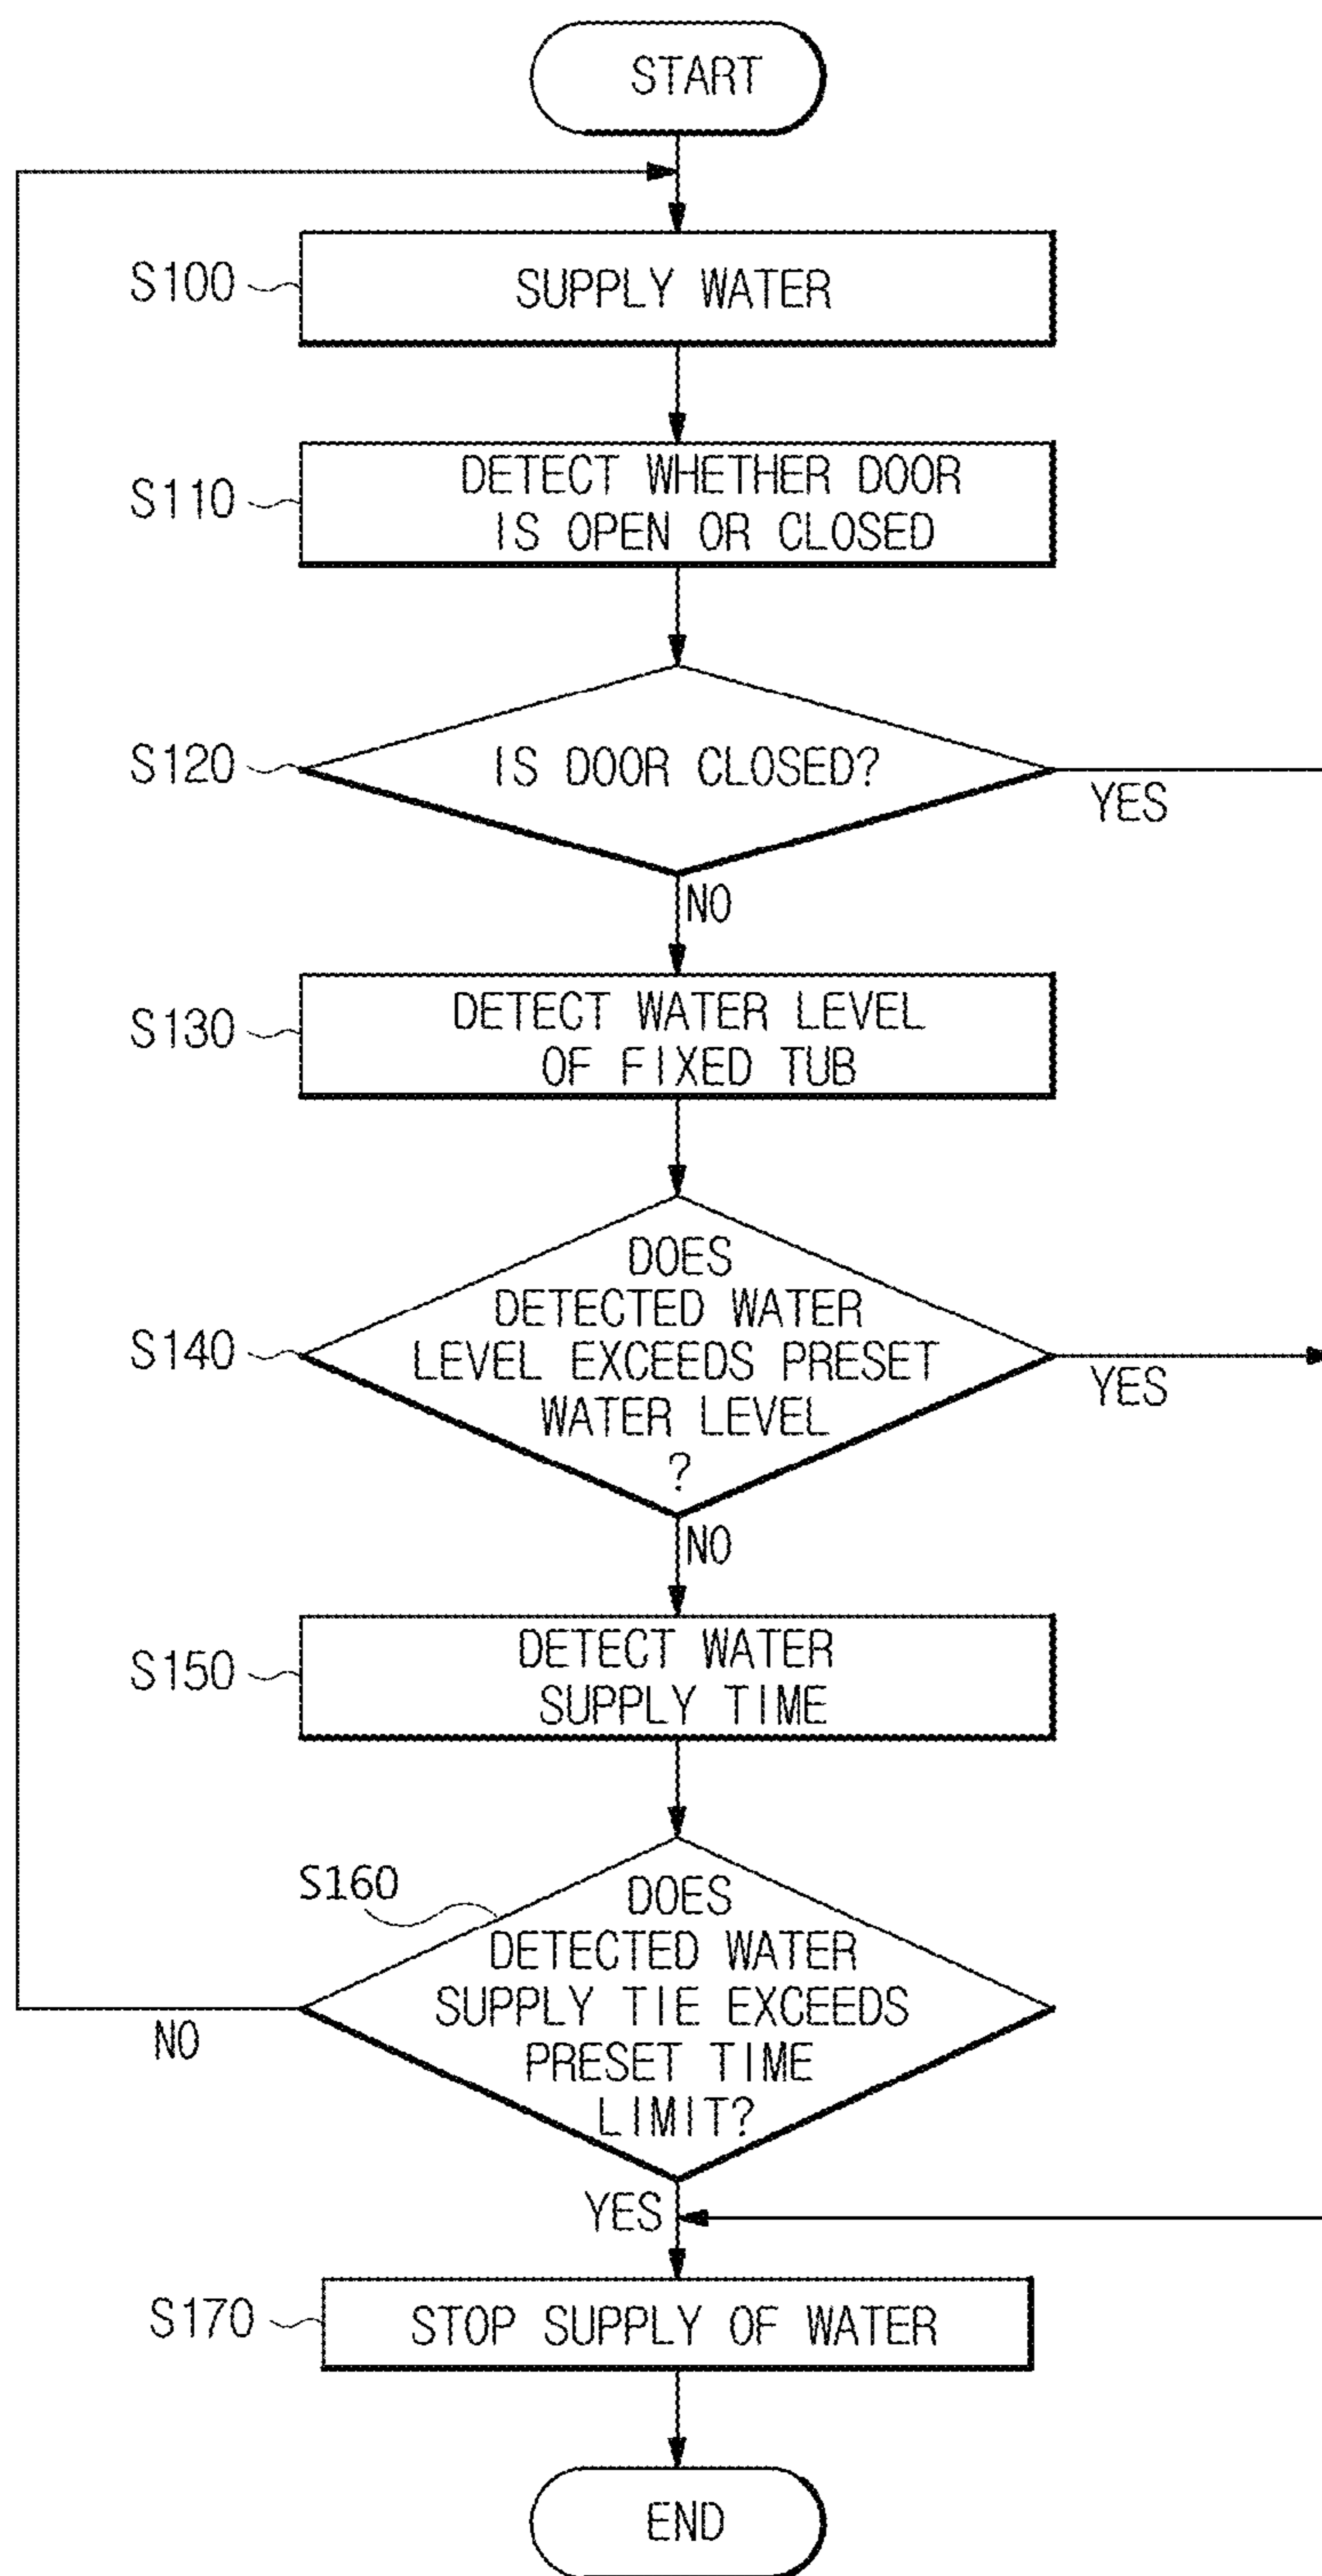 START
S100
SUPPLY WATER
S110
DETECT WHETHER DOOR
IS OPEN OR CLOSED
S120
IS DOOR CLOSED?
YES
NO
S130
DETECT WATER LEVEL
OF FIXED TUB
S140
DOES
DETECTED WATER
LEVEL EXCEEDS PRESET
WATER LEVEL
?
YES
NO
S150
DETECT WATER
SUPPLY TIME
S160
DOES
DETECTED WATER
SUPPLY TIE EXCEEDS
PRESET TIME
LIMIT?
NO
YES
S170
STOP SUPPLY OF WATER
END